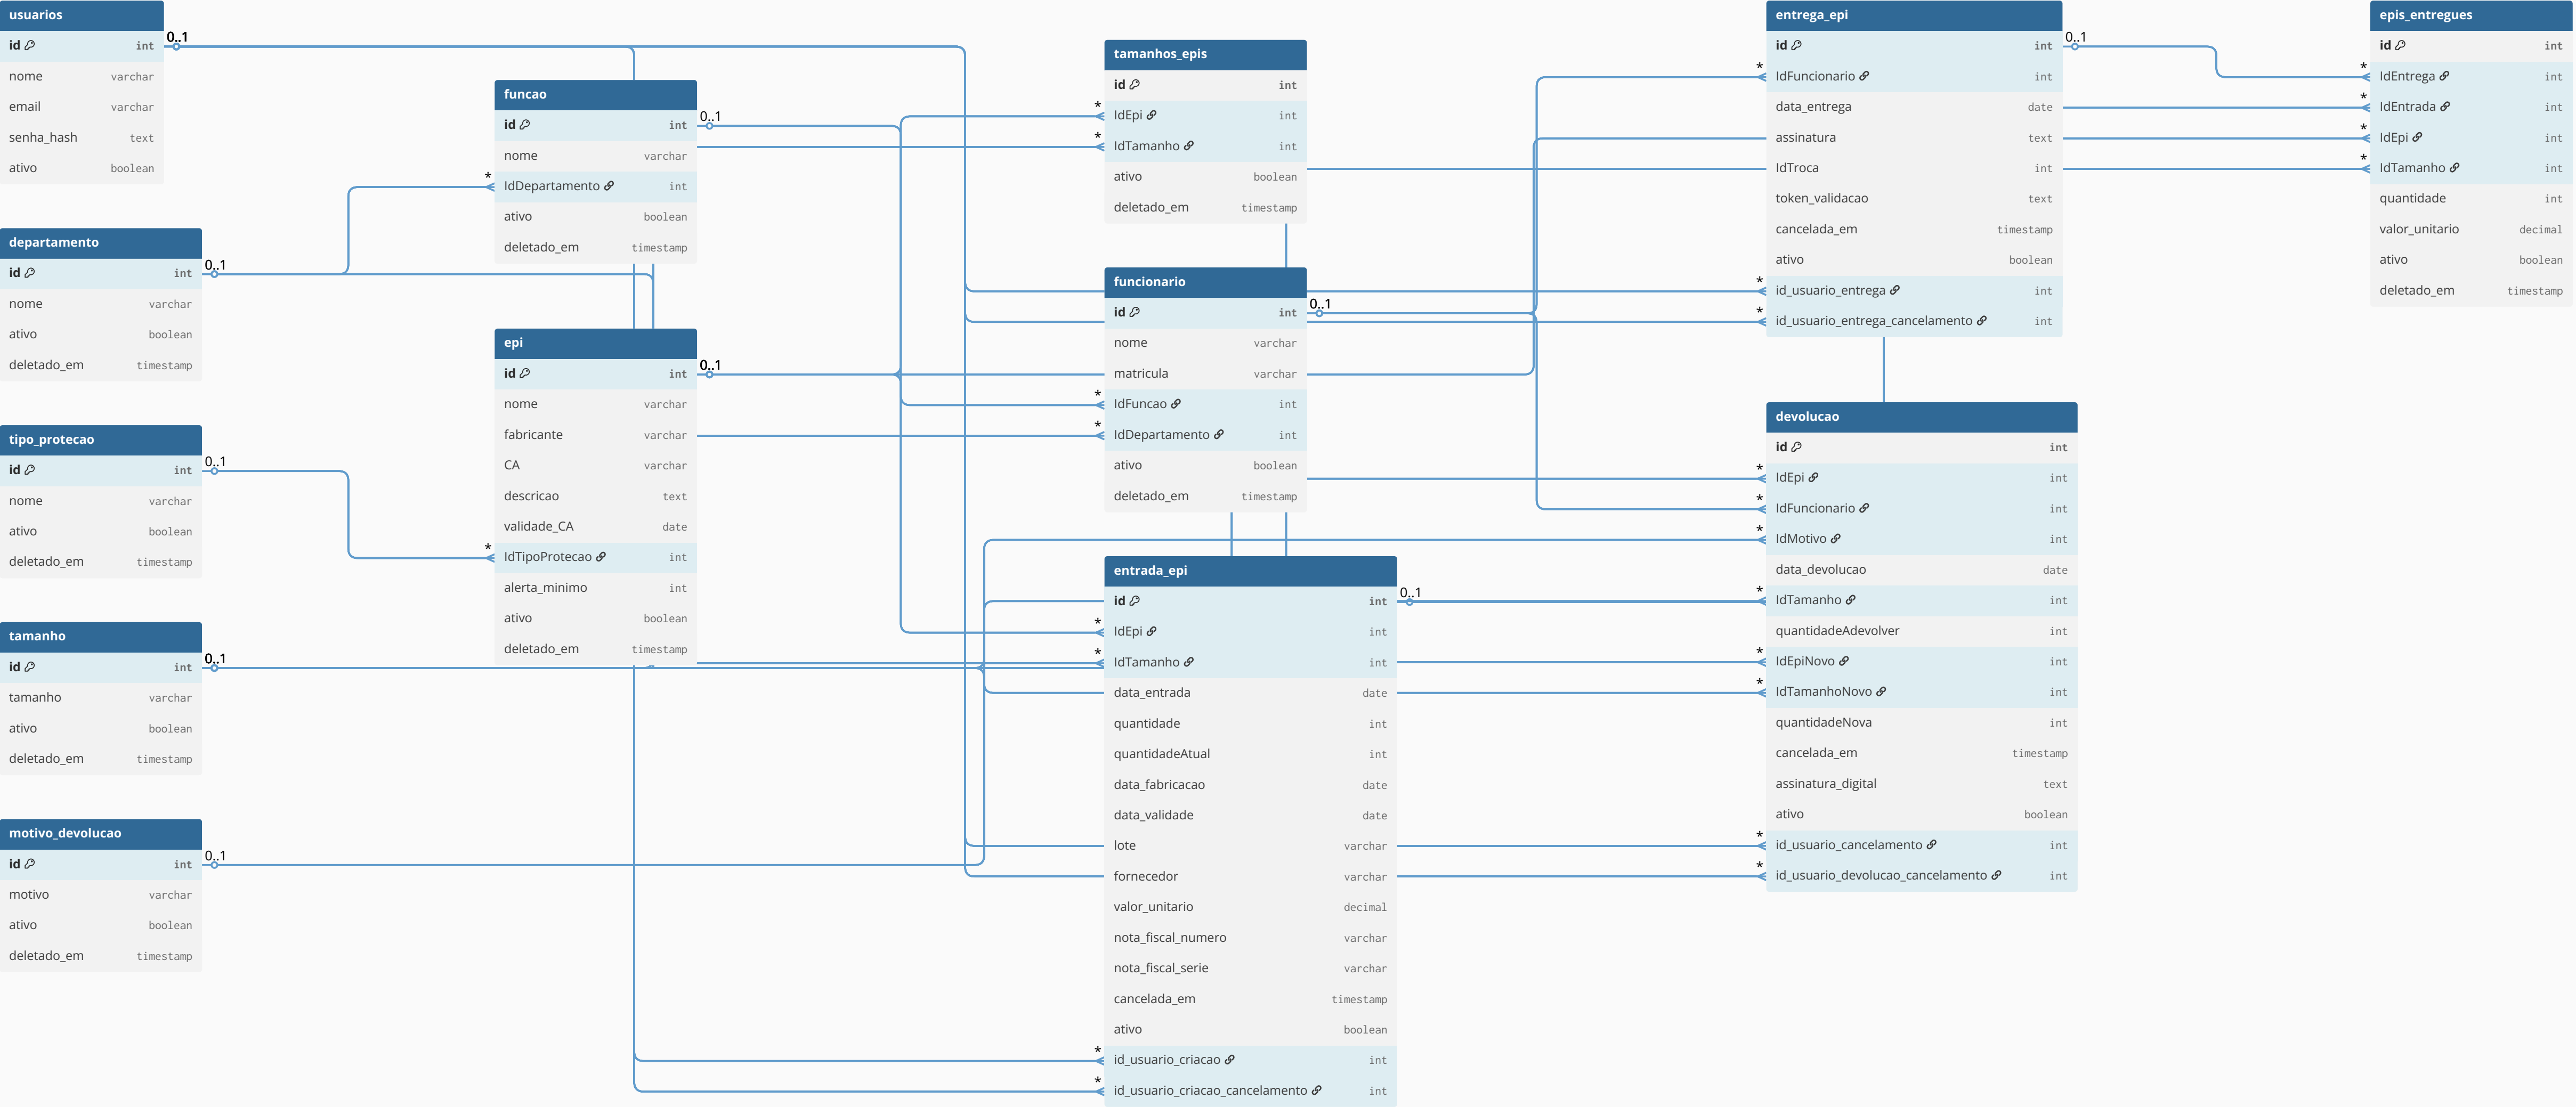 usuarios
id int
nome varchar
email varchar
senha_hash text
ativo boolean
0..1
departamento
id int
nome varchar
ativo boolean
deletado_em timestamp
0..1
tipo_protecao
id int
nome varchar
ativo boolean
deletado_em timestamp
0..1
tamanho
id int
tamanho varchar
ativo boolean
deletado_em timestamp
0..1
motivo_devolucao
id int
motivo varchar
ativo boolean
deletado_em timestamp
0..1
funcao
id int
0..1
nome varchar
* IdDepartamento int
ativo boolean
deletado_em timestamp
epi
id int
0..1
nome varchar
fabricante varchar
CA varchar
descricao text
validade_CA date
* IdTipoProtecao int
alerta_minimo int
ativo boolean
deletado_em timestamp
tamanhos_epis
id int
* IdEpi int
* IdTamanho int
ativo boolean
deletado_em timestamp
funcionario
id int
0..1
nome varchar
matricula varchar
* IdFuncao int
* IdDepartamento int
ativo boolean
deletado_em timestamp
entrada_epi
id int
0..1
* IdEpi int
* IdTamanho int
data_entrada date
quantidade int
quantidadeAtual int
data_fabricacao date
data_validade date
lote varchar
fornecedor varchar
valor_unitario decimal
nota_fiscal_numero varchar
nota_fiscal_serie varchar
cancelada_em timestamp
ativo boolean
* id_usuario_criacao int
* id_usuario_criacao_cancelamento int
entrega_epi
id int
0..1
* IdFuncionario int
data_entrega date
assinatura text
IdTroca int
token_validacao text
cancelada_em timestamp
ativo boolean
* id_usuario_entrega int
* id_usuario_entrega_cancelamento int
devolucao
id int
* IdEpi int
* IdFuncionario int
* IdMotivo int
data_devolucao date
* IdTamanho int
quantidadeAdevolver int
* IdEpiNovo int
* IdTamanhoNovo int
quantidadeNova int
cancelada_em timestamp
assinatura_digital text
ativo boolean
* id_usuario_cancelamento int
* id_usuario_devolucao_cancelamento int
epis_entregues
id int
* IdEntrega int
* IdEntrada int
* IdEpi int
* IdTamanho int
quantidade int
valor_unitario decimal
ativo boolean
deletado_em timestamp